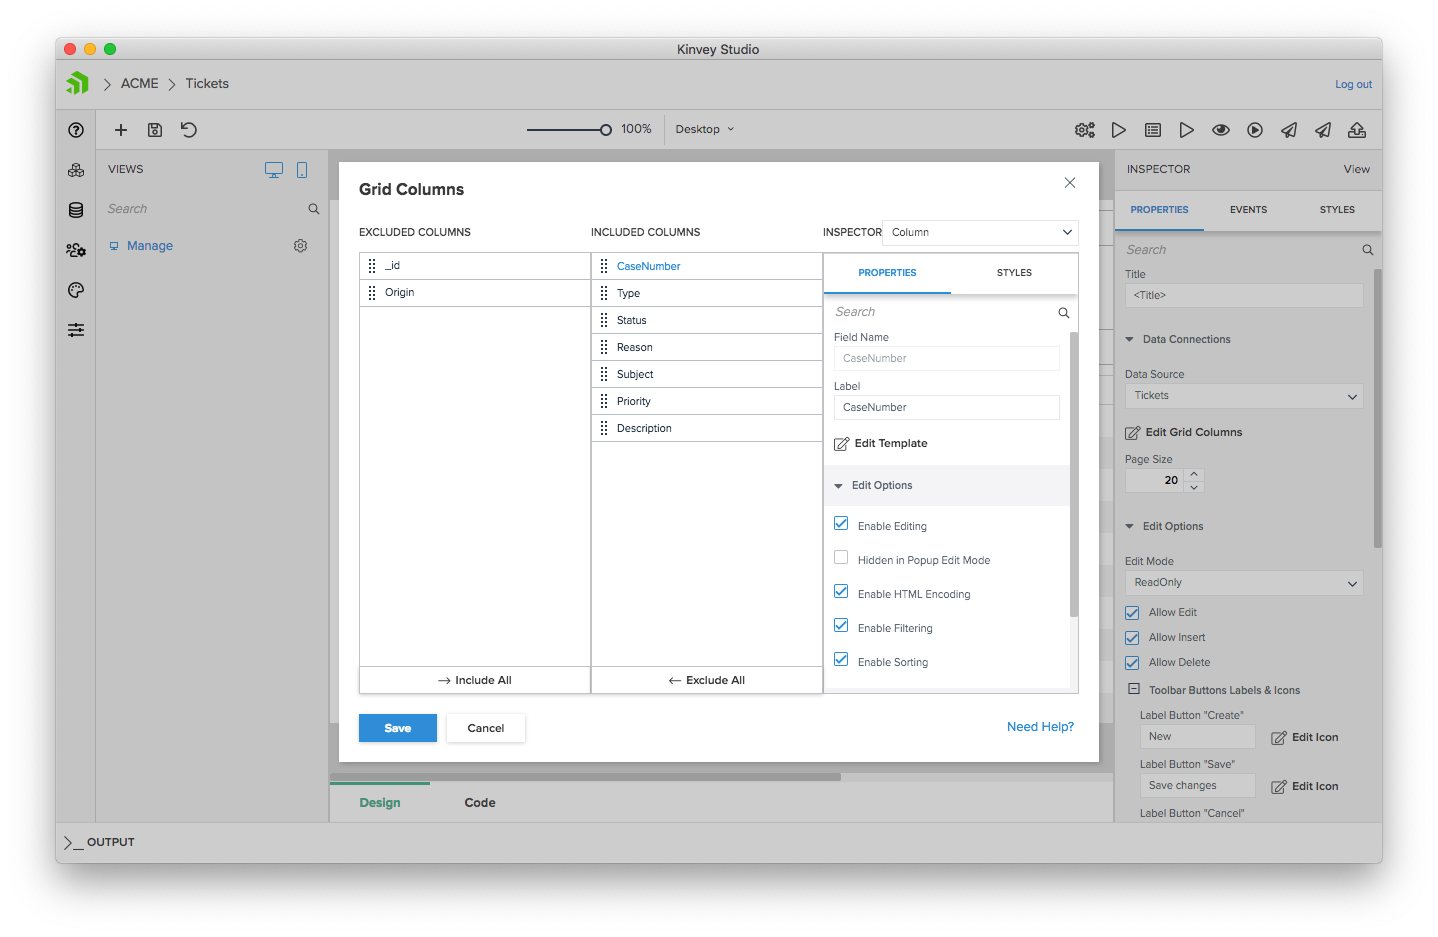 Kinvey Studio
ACME
Tickets
Log out
100%
Desktop
VIEWS
Search
Manage
Grid Columns
EXCLUDED COLUMNS
_id
Origin
Include All
INCLUDED COLUMNS
CaseNumber
Type
Status
Reason
Subject
Priority
Description
Exclude All
INSPECTOR
Column
PROPERTIES
STYLES
Search
Field Name
CaseNumber
Label
CaseNumber
Edit Template
Edit Options
Enable Editing
Hidden in Popup Edit Mode
Enable HTML Encoding
Enable Filtering
Enable Sorting
Save
Cancel
Need Help?
Design
Code
INSPECTOR
View
PROPERTIES
EVENTS
STYLES
Search
Title
<Title>
Data Connections
Data Source
Tickets
Edit Grid Columns
Page Size
20
Edit Options
Edit Mode
ReadOnly
Allow Edit
Allow Insert
Allow Delete
Toolbar Buttons Labels & Icons
Label Button "Create"
New
Edit Icon
Label Button "Save"
Save changes
Edit Icon
Label Button "Cancel"
OUTPUT